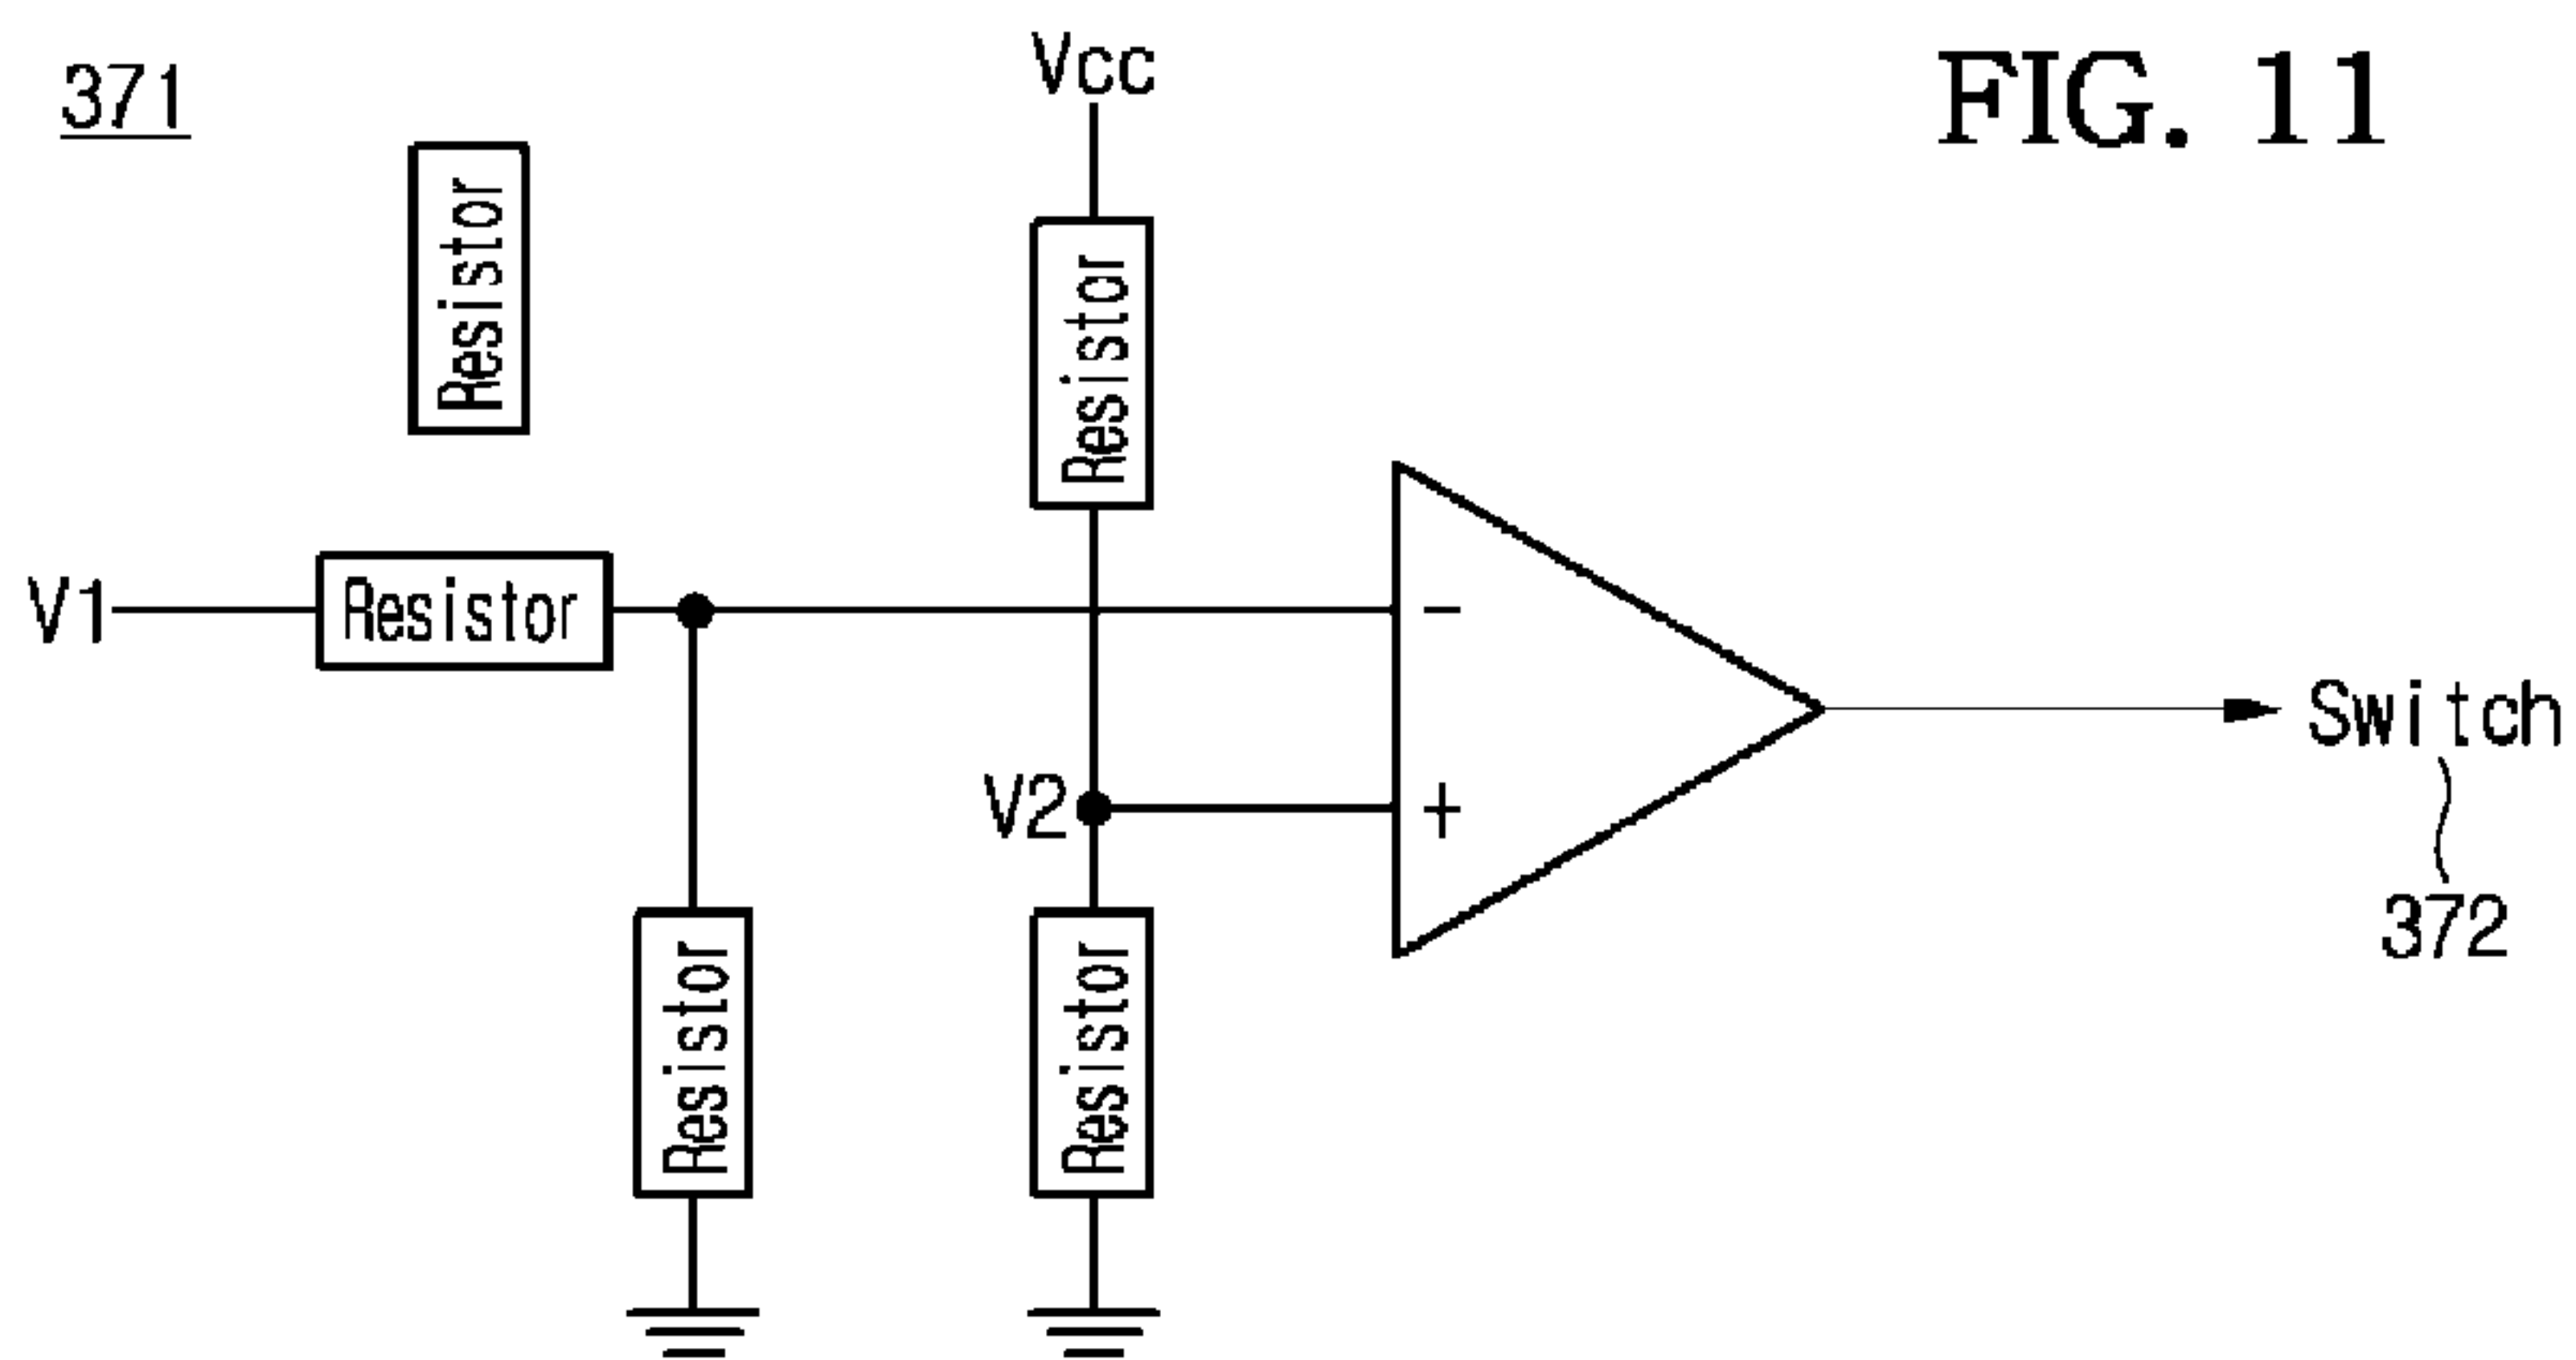 371
Vcc
FIG. 11
Resistor
Resistor
V1
Resistor
-
V2
+
Switch
372
Resistor
Resistor